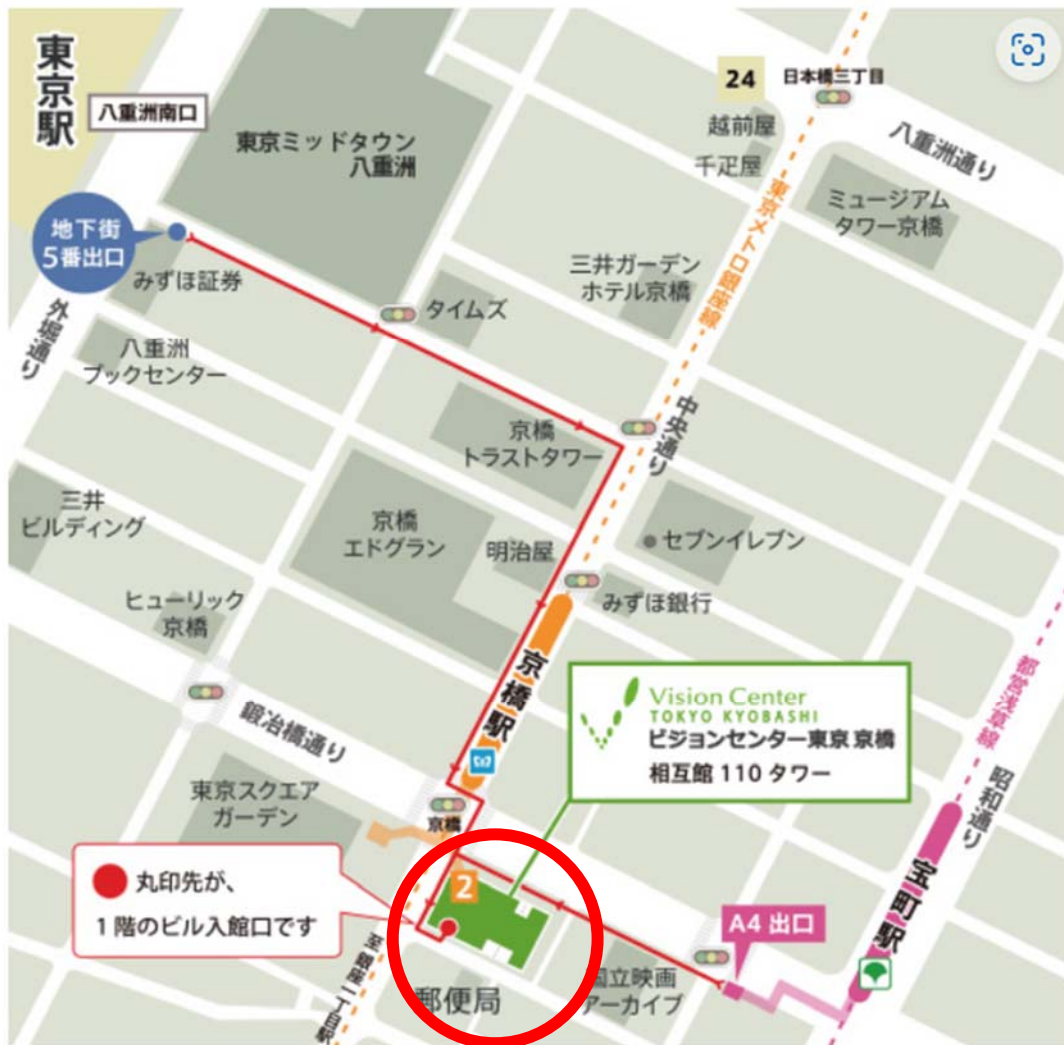 東京駅
八重洲南口
24
日本橋三丁目
越前屋
千疋屋
八重洲通り
東京ミッドタウン
八重洲
ミュージアム
タワー京橋
地下街
5番出口
みずほ証券
東京メトロ銀座線
三井ガーデン
ホテル京橋
タイムズ
外堀通り
八重洲
ブックセンター
中央通り
京橋
トラストタワー
三井
ビルディング
京橋
エドグラン
明治屋
セブンイレブン
みずほ銀行
ヒューリック
京橋
京橋駅
都営浅草線
Vision Center
TOKYO KYOBASHI
ビジョンセンター東京 京橋
相互館 110 タワー
鍛冶橋通り
昭和通り
東京スクエア
ガーデン
京橋
宝町駅
丸印先が、
1階のビル入館口です
2
A4 出口
至銀座一丁目駅
郵便局
国立映画
アーカイブ